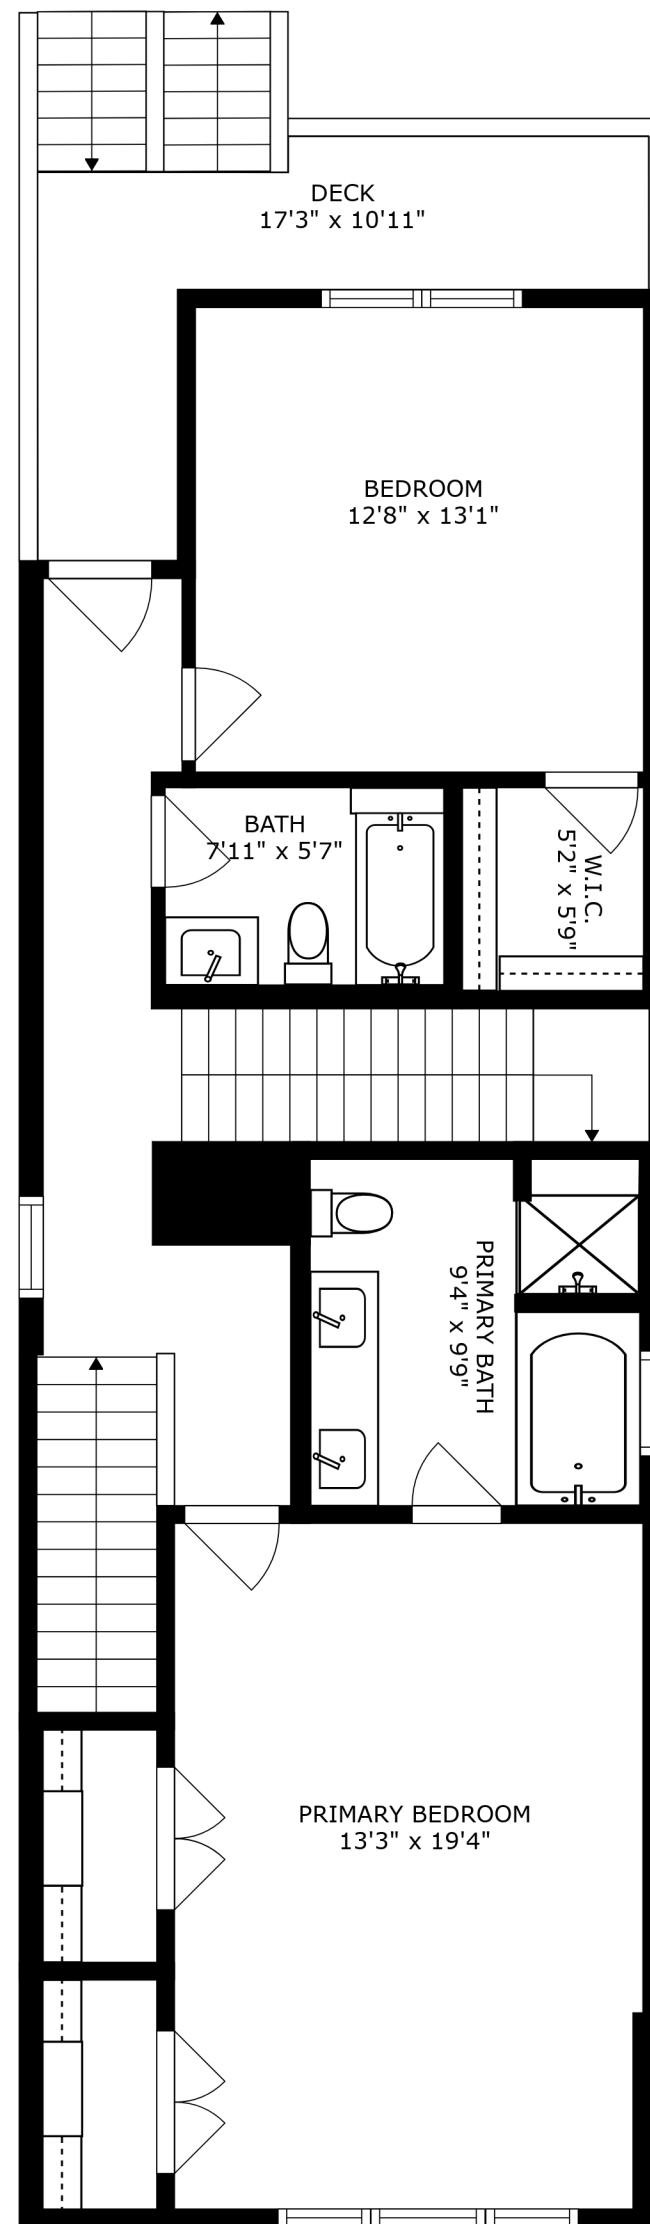 DECK
17'3" x 10'11"
BEDROOM
12'8" x 13'1"
BATH
7'11" x 5'7"
W.I.C.
5'2" x 5'9"
PRIMARY BATH
9'4" x 9'9"
PRIMARY BEDROOM
13'3" x 19'4"